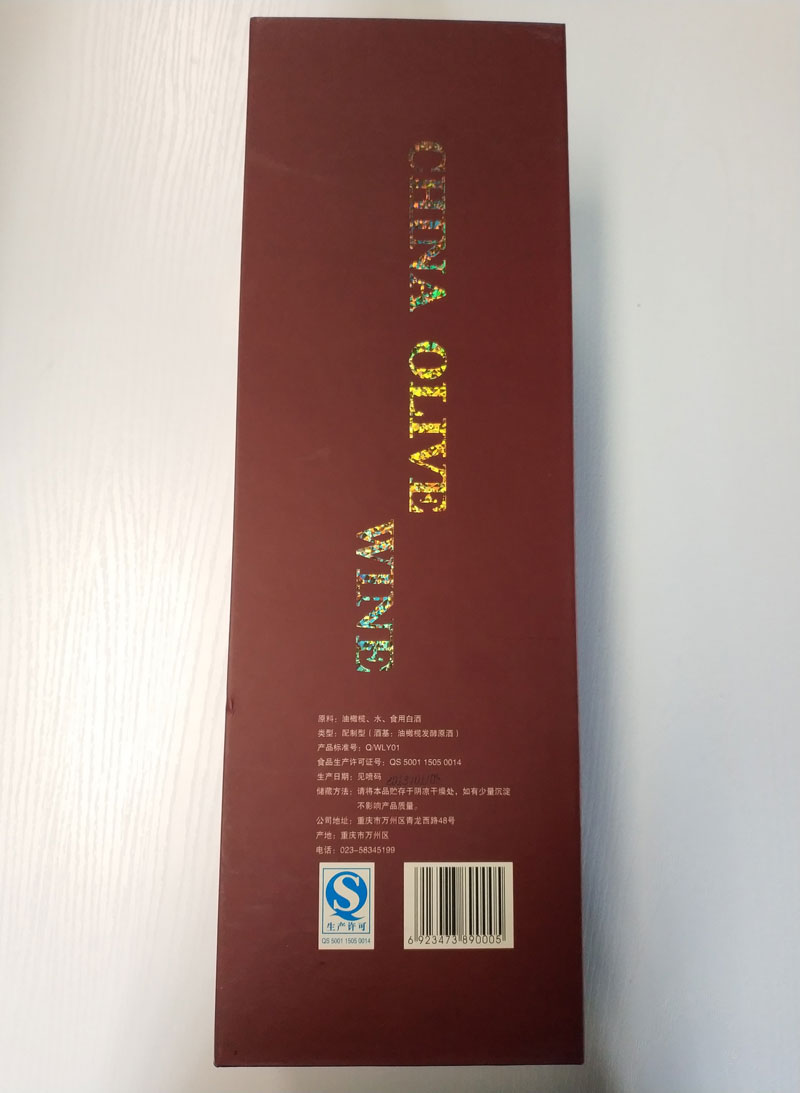 CHINA OLIVE
WINE
原料：油橄榄、水、食用白酒
类型：配制型（酒基：油橄榄发酵原酒）
产品标准号：Q/WLY01
食品生产许可证号：QS 5001 1505 0014
生产日期：见喷码
储藏方法：请将本品贮存于阴凉干燥处，如有少量沉淀
不影响产品质量。
公司地址：重庆市万州区青龙西路48号
产地：重庆市万州区
电话：023-58345199
生产许可
QS 5001 1505 0014
6 923473 890005